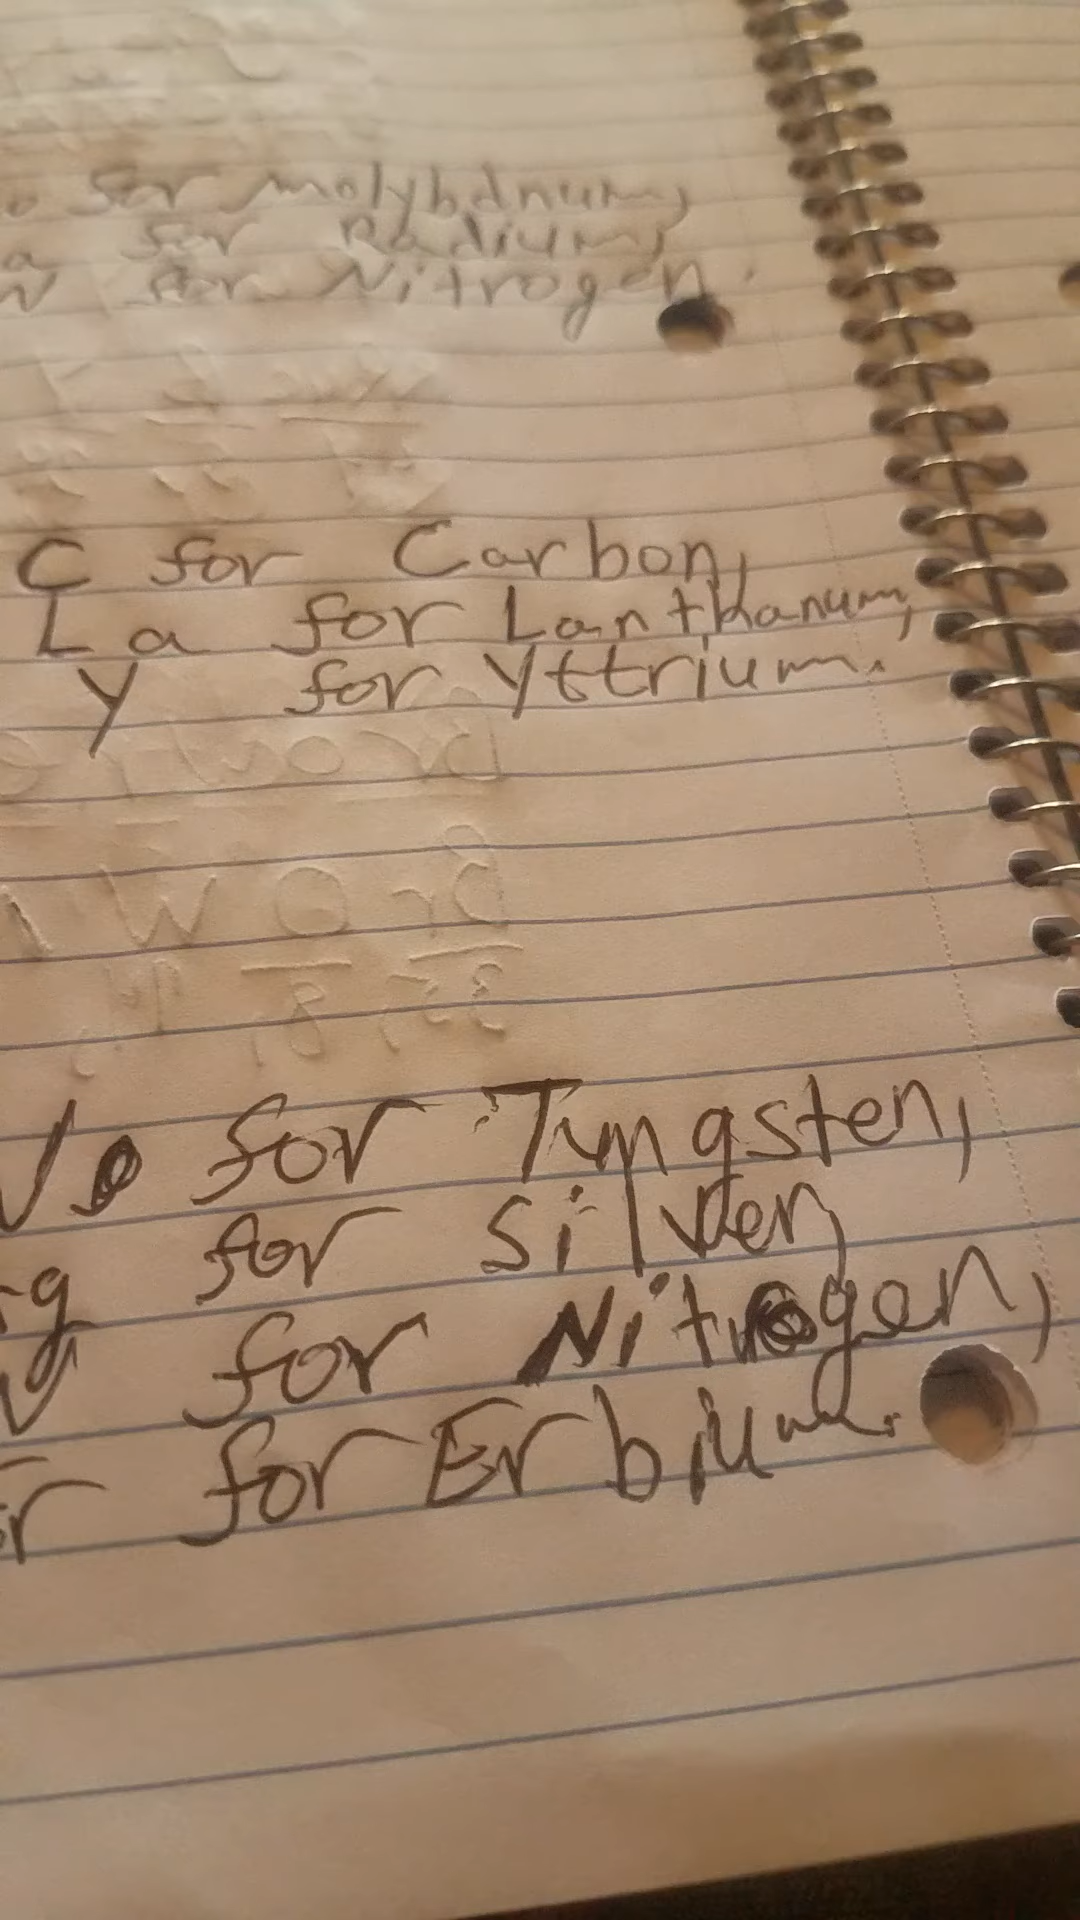 o for molybdnum,
a for Radium,
N for Nitrogen.
C for Carbon,
La for Lanthanum,
Y for Yttrium.
for Tungsten,
g for Silver,
for Nitrogen,
r for Erbium.